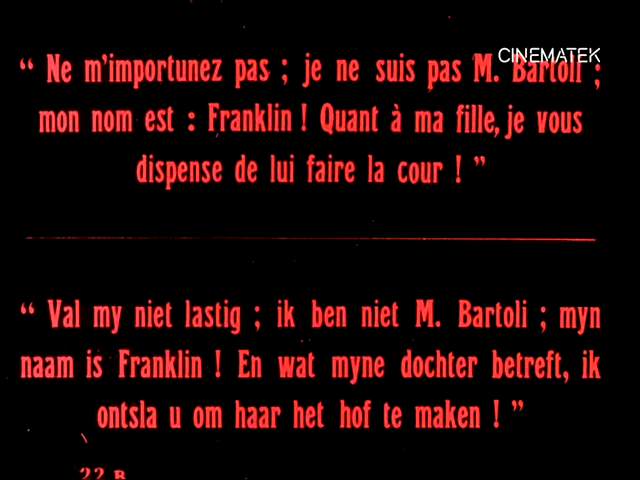 CINEMATEK
“ Ne m'importunez pas ; je ne suis pas M. Bartoli ;
mon nom est : Franklin ! Quant à ma fille, je vous
dispense de lui faire la cour ! ”
“ Val my niet lastig ; ik ben niet M. Bartoli ; myn
naam is Franklin ! En wat myne dochter betreft, ik
ontsla u om haar het hof te maken ! ”
22 B